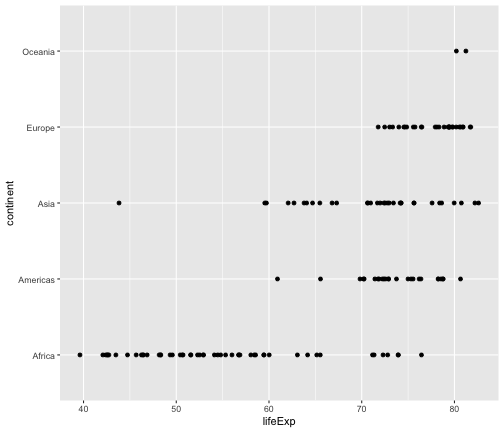 Oceania
Europe
Asia
Americas
Africa
continent
40 50 60 70 80
lifeExp